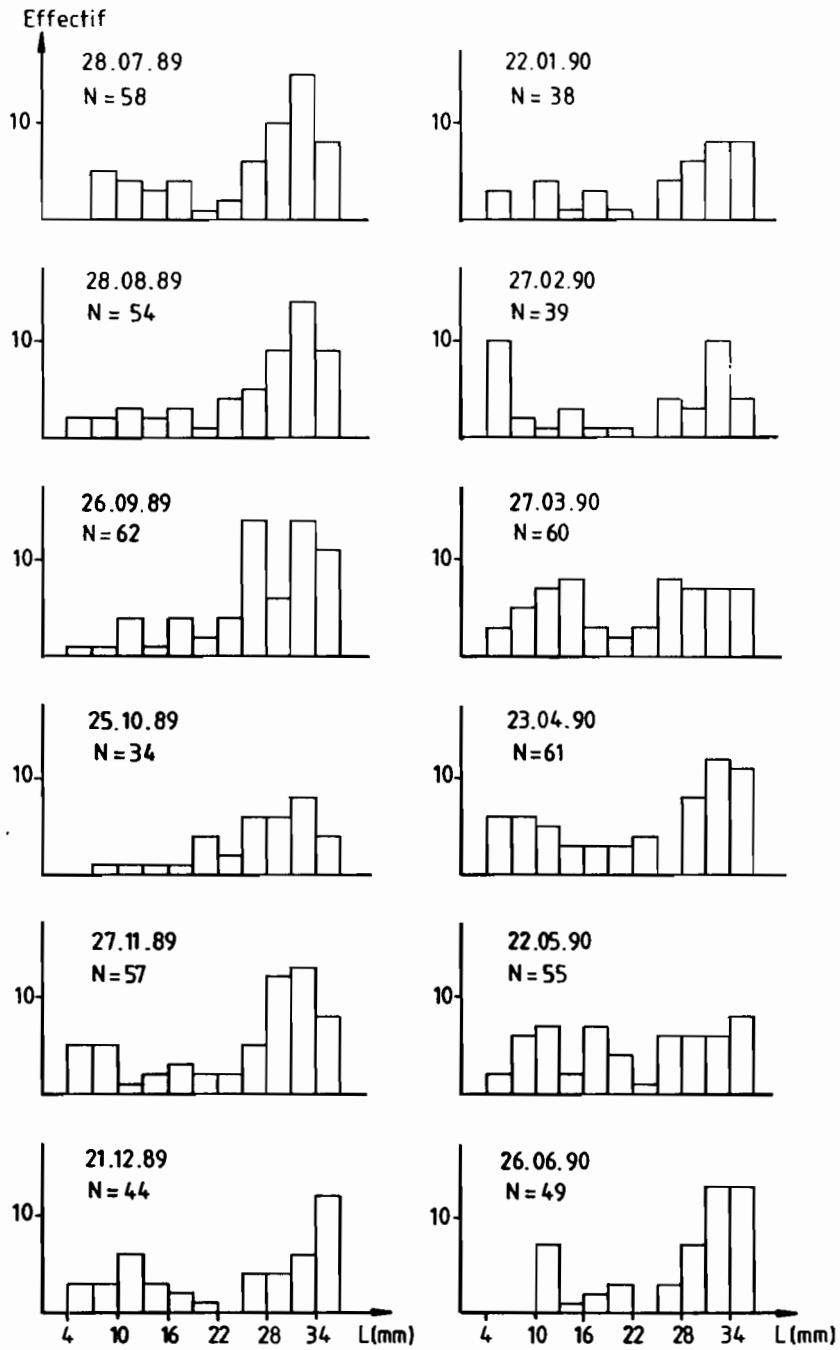 Effectif
28.07.89
N = 58
10
22.01.90
N = 38
10
28.08.89
N = 54
10
27.02.90
N=39
10
26.09.89
N=62
10
27.03.90
N=60
10
25.10.89
N=34
10
23.04.90
N=61
10
27.11.89
N=57
10
22.05.90
N=55
10
21.12.89
N=44
10
4 10 16 22 28 34 L(mm)
26.06.90
N=49
10
4 10 16 22 28 34 L(mm)